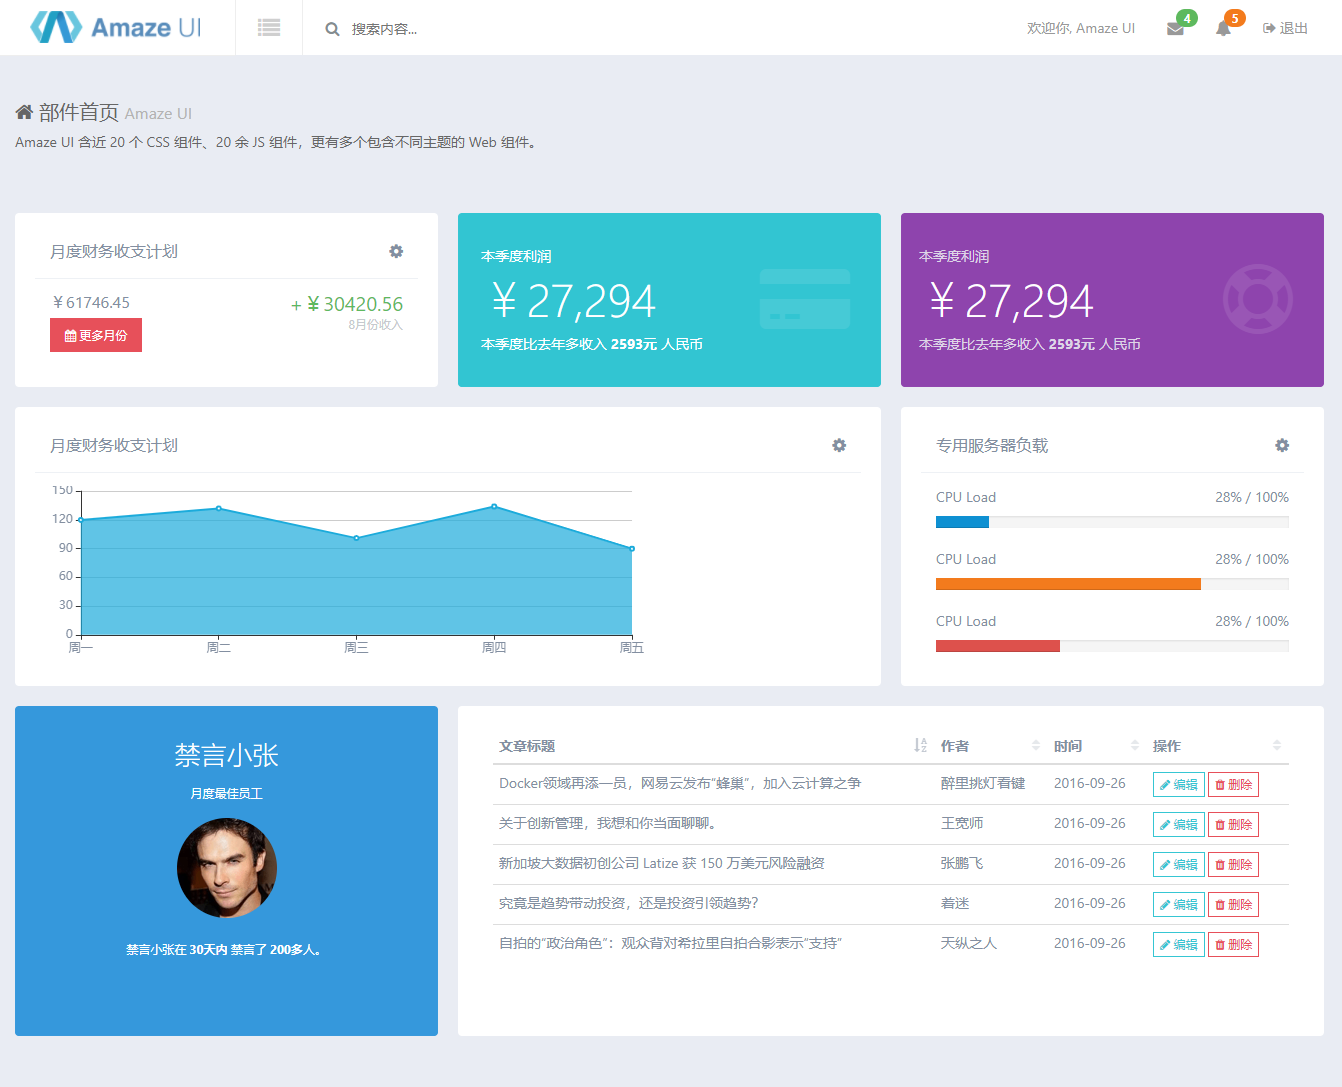 Amaze UI
搜索内容...
欢迎你, Amaze UI
4
5
退出
部件首页 Amaze UI
Amaze UI 含近 20 个 CSS 组件、20 余 JS 组件，更有多个包含不同主题的 Web 组件。
月度财务收支计划
￥61746.45
+ ￥30420.56
8月份收入
更多月份
本季度利润
￥27,294
本季度比去年多收入 2593元 人民币
本季度利润
￥27,294
本季度比去年多收入 2593元 人民币
月度财务收支计划
150
120
90
60
30
0
周一 周二 周三 周四 周五
专用服务器负载
CPU Load 28% / 100%
CPU Load 28% / 100%
CPU Load 28% / 100%
禁言小张
月度最佳员工
禁言小张在 30天内 禁言了 200多人。
文章标题 作者 时间 操作
Docker领域再添一员，网易云发布“蜂巢”，加入云计算之争 醉里挑灯看键 2016-09-26 编辑 删除
关于创新管理，我想和你当面聊聊。 王宽师 2016-09-26 编辑 删除
新加坡大数据初创公司 Latize 获 150 万美元风险融资 张鹏飞 2016-09-26 编辑 删除
究竟是趋势带动投资，还是投资引领趋势？ 着迷 2016-09-26 编辑 删除
自拍的“政治角色”：观众背对希拉里自拍合影表示“支持” 天纵之人 2016-09-26 编辑 删除